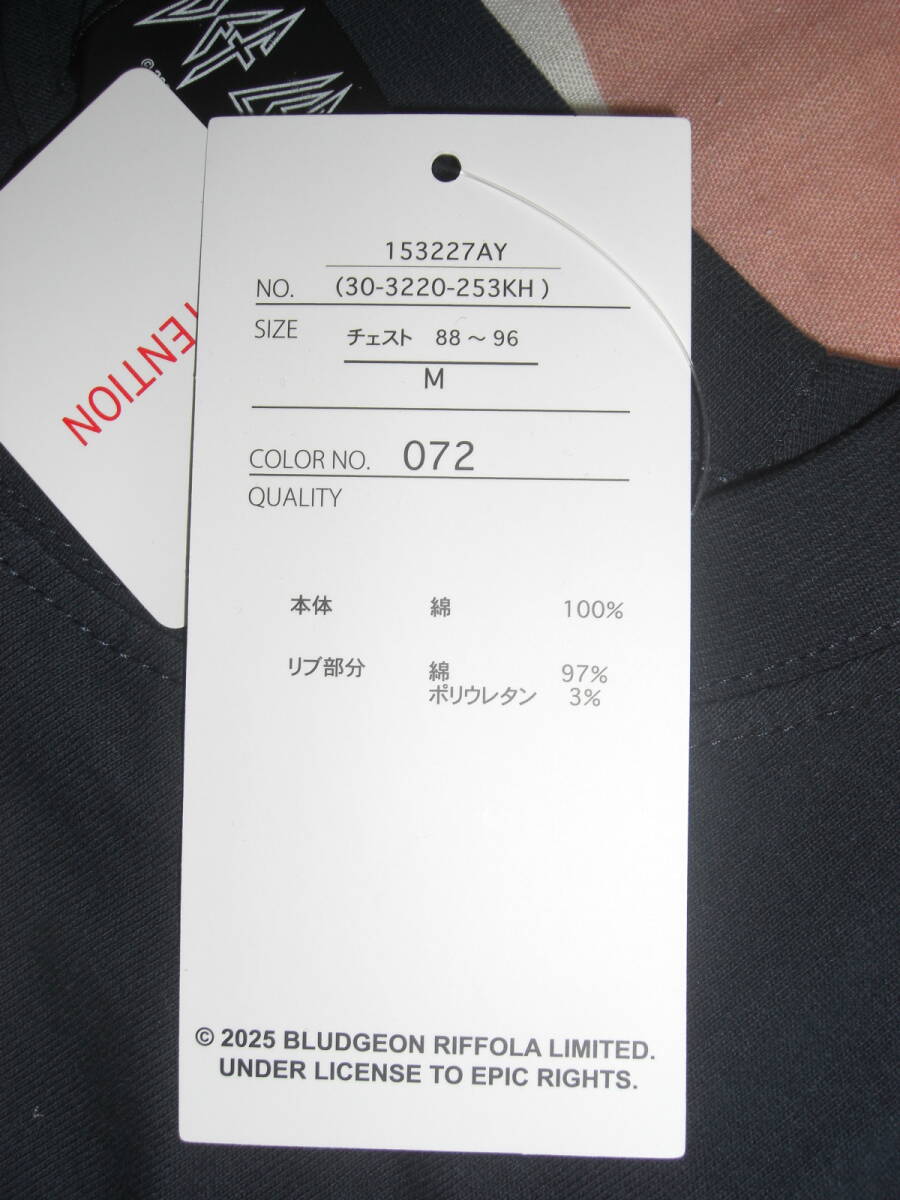 153227AY
NO. (30-3220-253KH)
SIZE チェスト 88～96
M
COLOR NO. 072
QUALITY
本体 綿 100%
リブ部分 綿 97%
ポリウレタン 3%
© 2025 BLUDGEON RIFFOLA LIMITED.
UNDER LICENSE TO EPIC RIGHTS.
TENTION